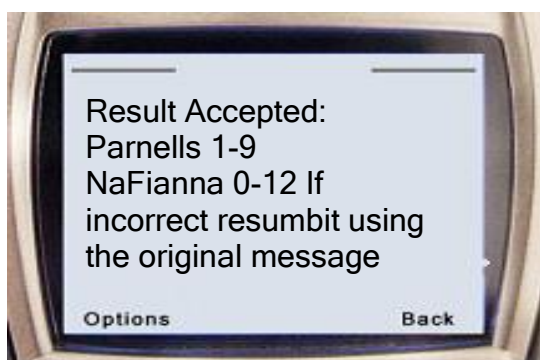 Result Accepted:
Parnells 1-9
NaFianna 0-12 If
incorrect resumbit using
the original message
Options
Back